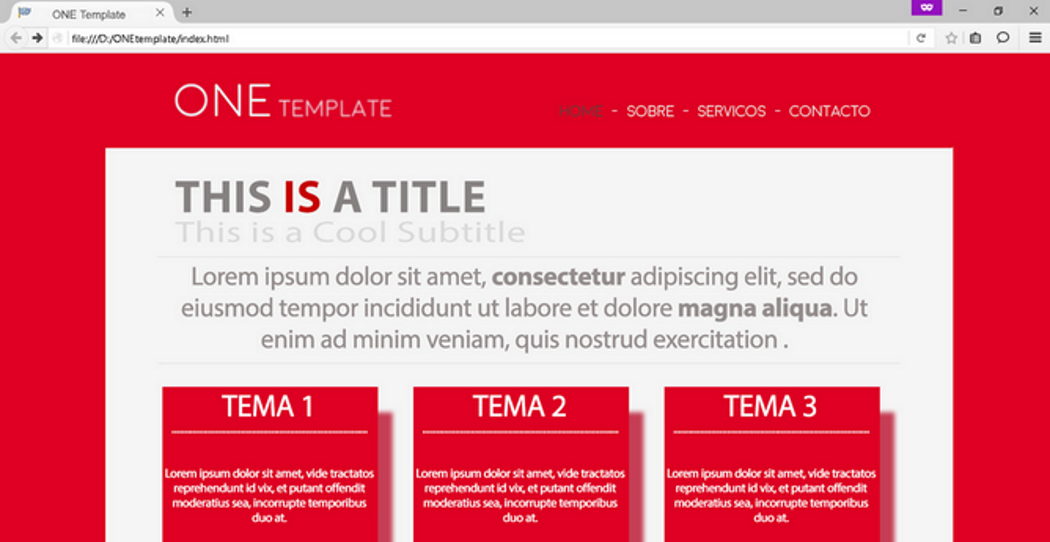 ONE Template
file:///D:/ONEtemplate/index.html
ONE TEMPLATE
HOME - SOBRE - SERVICOS - CONTACTO
THIS IS A TITLE
This is a Cool Subtitle
Lorem ipsum dolor sit amet, consectetur adipiscing elit, sed do
eiusmod tempor incididunt ut labore et dolore magna aliqua. Ut
enim ad minim veniam, quis nostrud exercitation .
TEMA 1
Lorem ipsum dolor sit amet, vide tractatos
reprehendunt id vix, et putant offendit
moderatius sea, incorrupte temporibus
duo at.
TEMA 2
Lorem ipsum dolor sit amet, vide tractatos
reprehendunt id vix, et putant offendit
moderatius sea, incorrupte temporibus
duo at.
TEMA 3
Lorem ipsum dolor sit amet, vide tractatos
reprehendunt id vix, et putant offendit
moderatius sea, incorrupte temporibus
duo at.